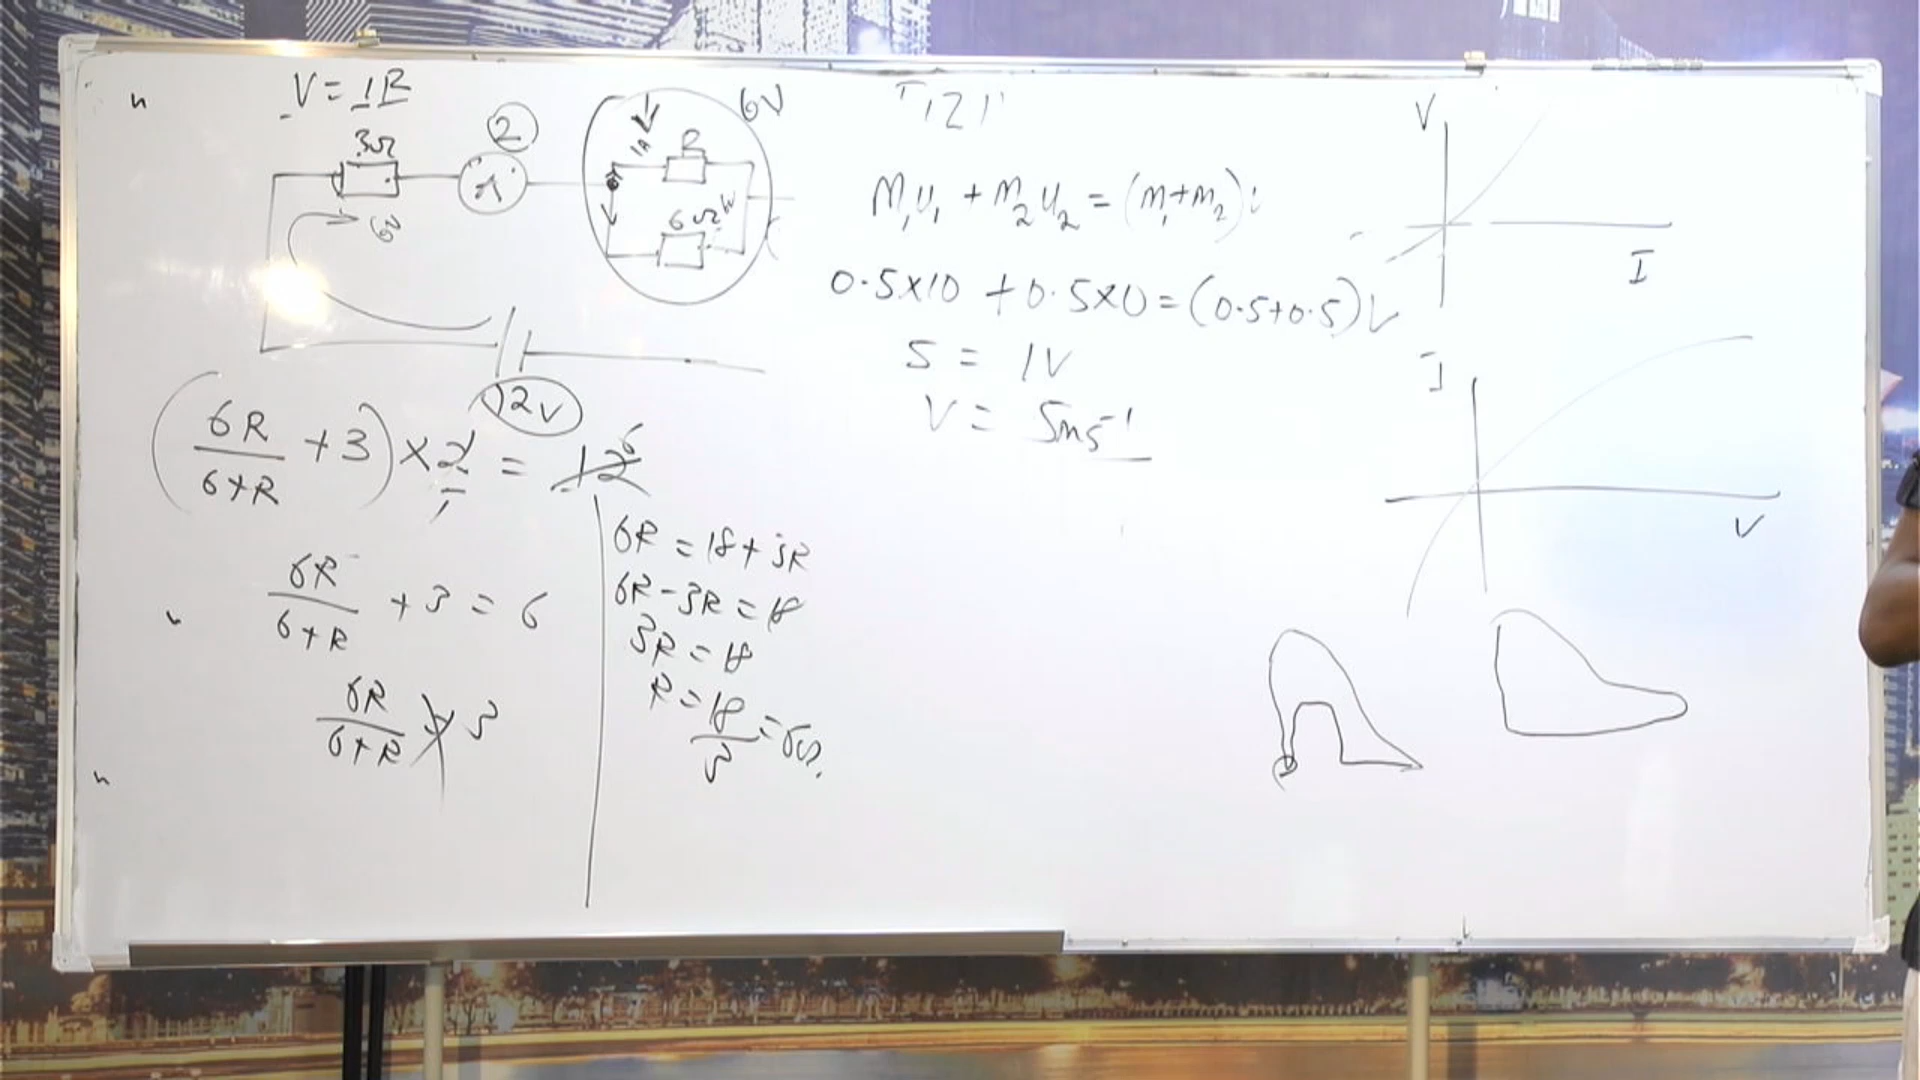 V = IR
3Ω
2
A
6V
1A
R
6Ω
6V
6V
12V
(6R/6+R + 3) × 2 = 12 6
6R/6+R + 3 = 6
6R/6+R 3
6R = 18 + 3R
6R - 3R = 18
3R = 18
R = 18/3 = 6Ω.
m₁u₁ + m₂u₂ = (m₁+m₂)
0.5×10 + 0.5×0 = (0.5+0.5)V
5 = 1V
V = 5ms⁻¹
V
I
I
V